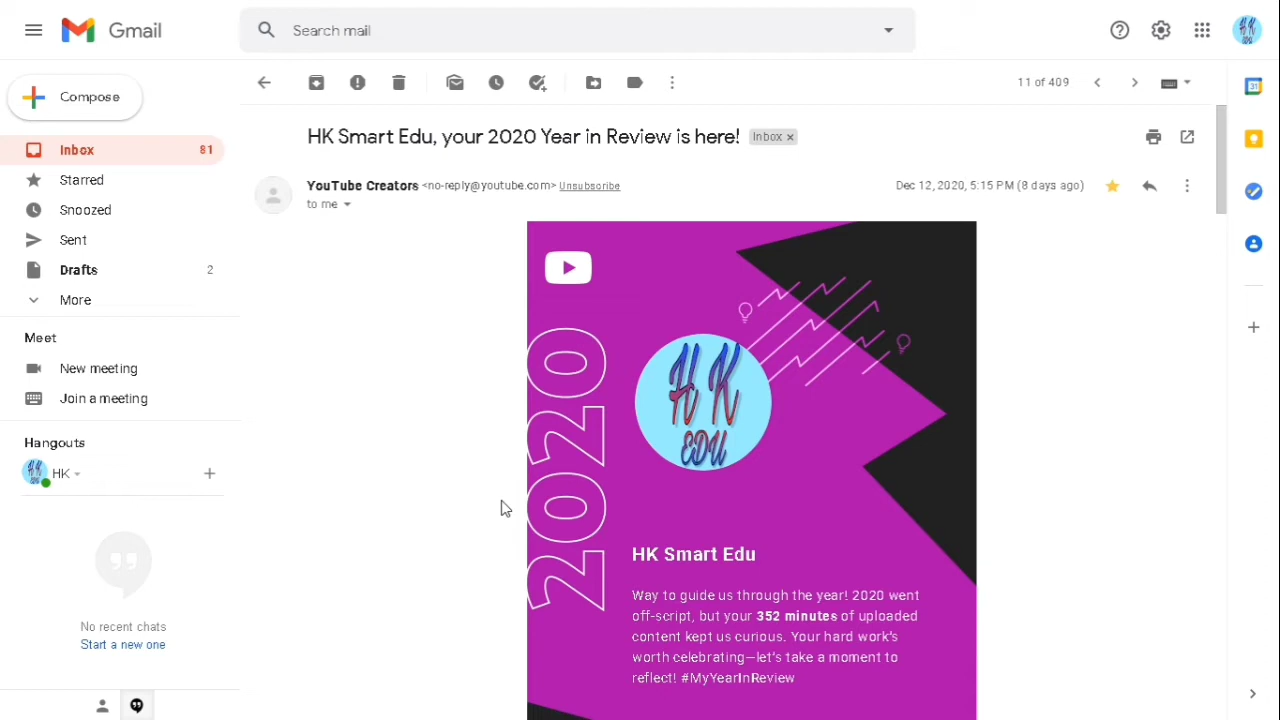 Gmail
Search mail
Compose
11 of 409
HK Smart Edu, your 2020 Year in Review is here! Inbox ×
Inbox 81
Starred
Snoozed
Sent
Drafts 2
More
YouTube Creators <no-reply@youtube.com> Unsubscribe
Dec 12, 2020, 5:15 PM (8 days ago)
to me
Meet
New meeting
Join a meeting
Hangouts
HK
No recent chats
Start a new one
31
2020
H K
EDU
HK Smart Edu
Way to guide us through the year! 2020 went
off-script, but your 352 minutes of uploaded
content kept us curious. Your hard work's
worth celebrating—let's take a moment to
reflect! #MyYearInReview